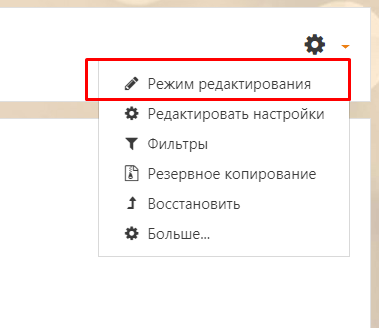 Режим редактирования
Редактировать настройки
Фильтры
Резервное копирование
Восстановить
Больше...